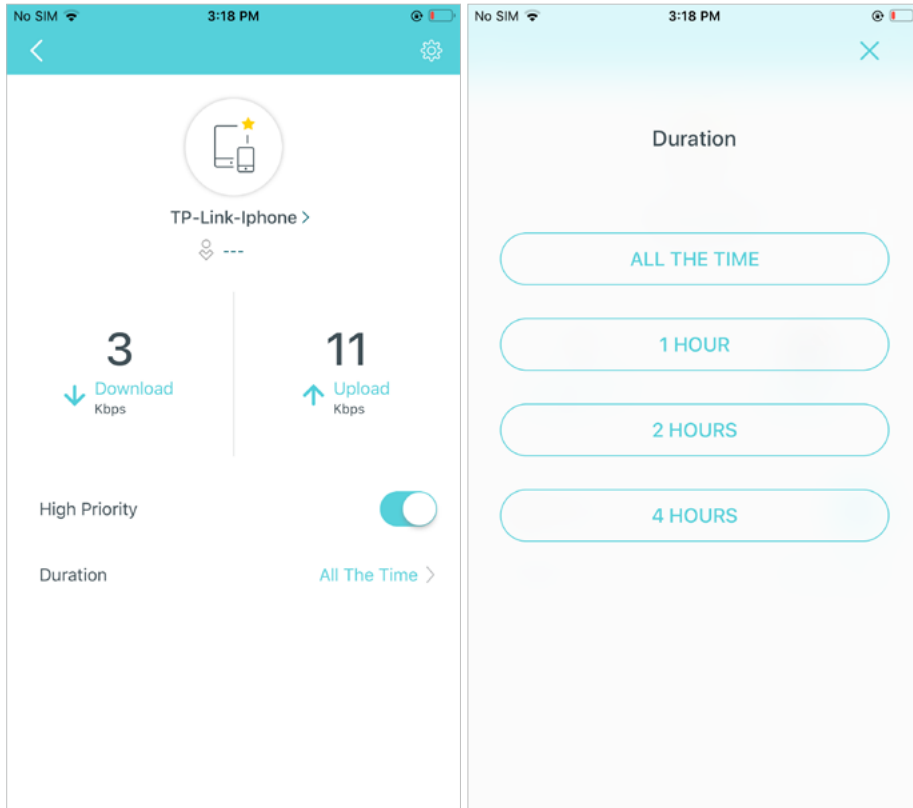 No SIM 3:18 PM
TP-Link-Iphone >
---
3
Download
Kbps
11
Upload
Kbps
High Priority
Duration All The Time >
No SIM 3:18 PM
Duration
ALL THE TIME
1 HOUR
2 HOURS
4 HOURS